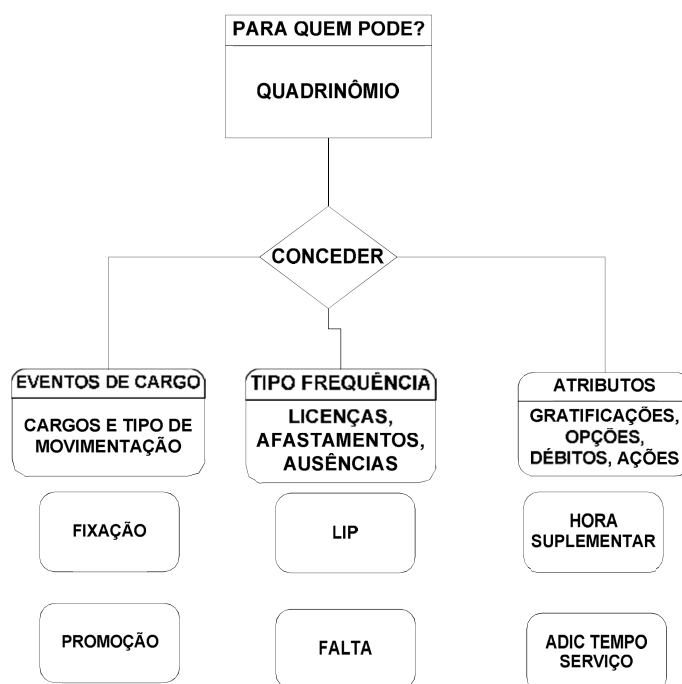 PARA QUEM PODE?
QUADRINÔMIO
CONCEDER
EVENTOS DE CARGO
CARGOS E TIPO DE
MOVIMENTAÇÃO
TIPO FREQUÊNCIA
LICENÇAS,
AFASTAMENTOS,
AUSÊNCIAS
ATRIBUTOS
GRATIFICAÇÕES,
OPÇÕES,
DÉBITOS, AÇÕES
FIXAÇÃO
LIP
HORA
SUPLEMENTAR
PROMOÇÃO
FALTA
ADIC TEMPO
SERVIÇO